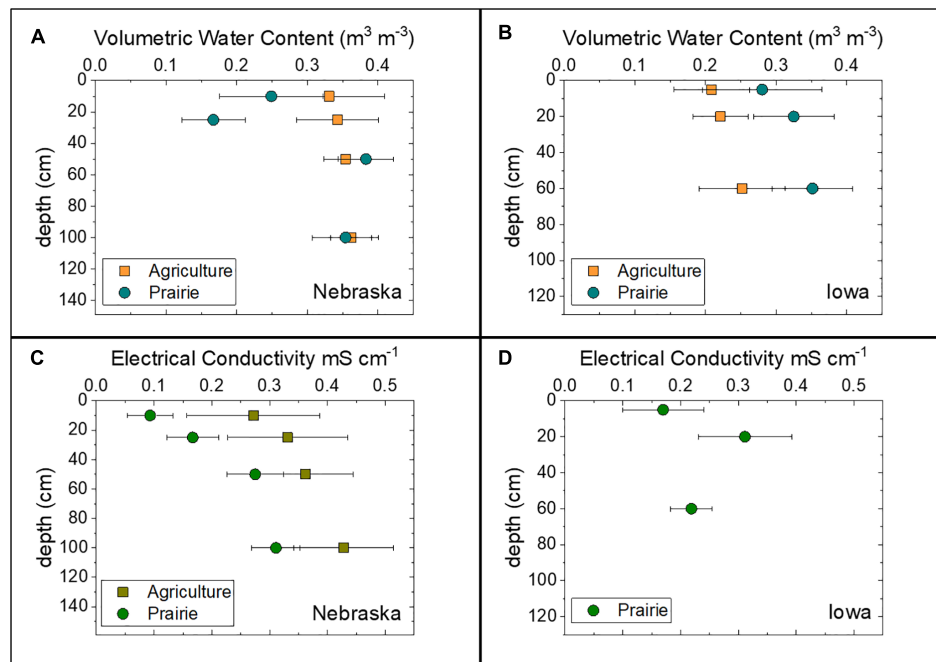 A
Volumetric Water Content (m³ m⁻³)
0.0 0.1 0.2 0.3 0.4
0
20
40
60
80
100
120
140
depth (cm)
Agriculture
Prairie
Nebraska
B
Volumetric Water Content (m³ m⁻³)
0.0 0.1 0.2 0.3 0.4
0
20
40
60
80
100
120
depth (cm)
Agriculture
Prairie
Iowa
C
Electrical Conductivity mS cm⁻¹
0.0 0.1 0.2 0.3 0.4 0.5
0
20
40
60
80
100
120
140
depth (cm)
Agriculture
Prairie
Nebraska
D
Electrical Conductivity mS cm⁻¹
0.0 0.1 0.2 0.3 0.4 0.5
0
20
40
60
80
100
120
depth (cm)
Prairie
Iowa